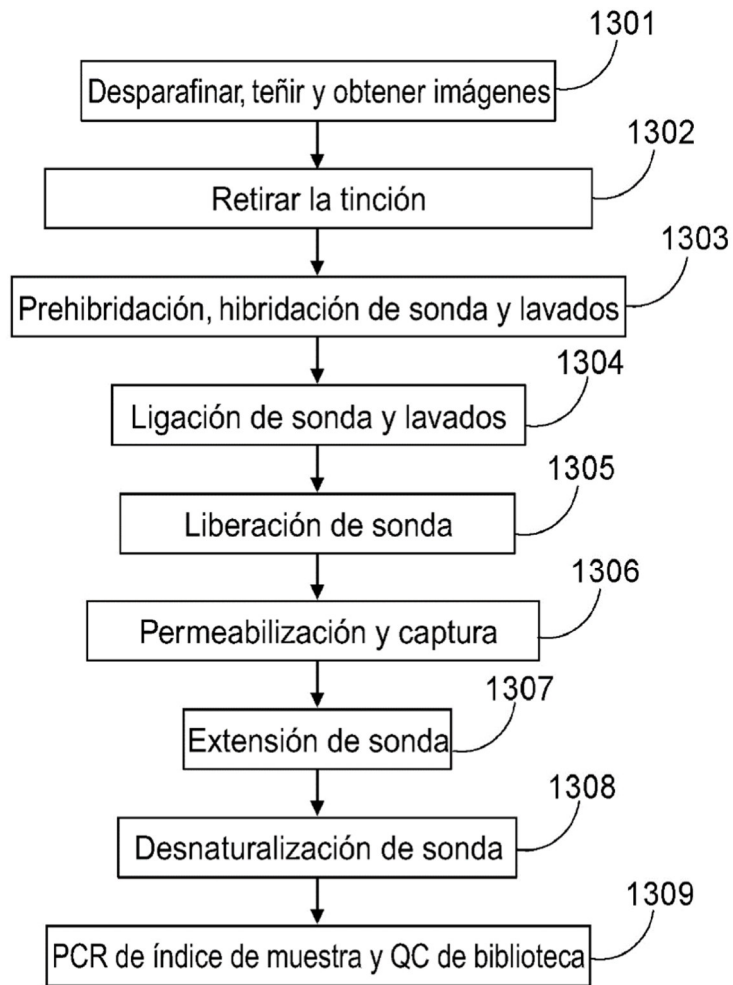 1301
Desparafinar, teñir y obtener imágenes
1302
Retirar la tinción
1303
Prehibridación, hibridación de sonda y lavados
1304
Ligación de sonda y lavados
1305
Liberación de sonda
1306
Permeabilización y captura
1307
Extensión de sonda
1308
Desnaturalización de sonda
1309
PCR de índice de muestra y QC de biblioteca